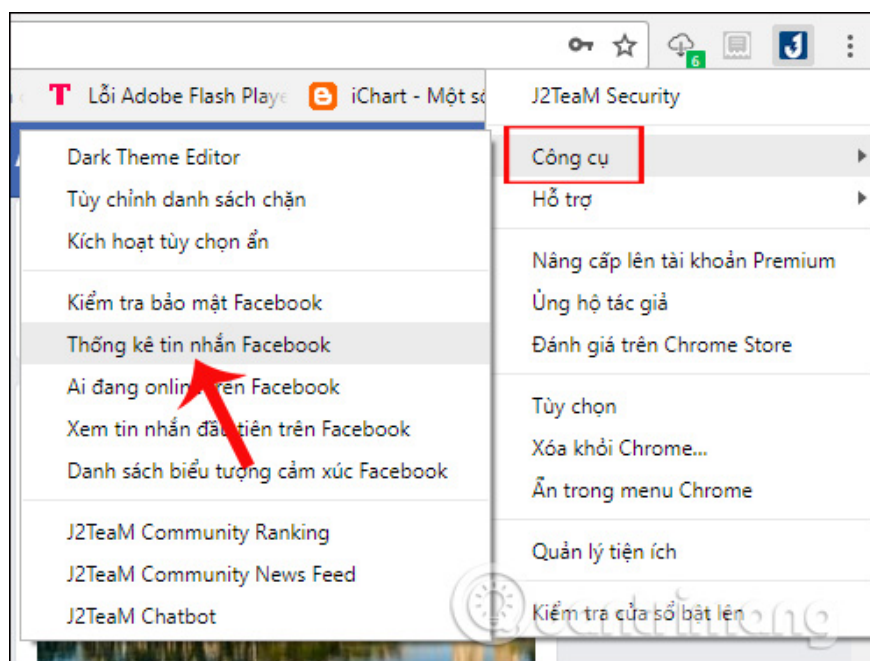 6
T Lỗi Adobe Flash Playe
iChart - Một số
J2TeaM Security
Công cụ
Hỗ trợ
Nâng cấp lên tài khoản Premium
Ủng hộ tác giả
Đánh giá trên Chrome Store
Tùy chọn
Xóa khỏi Chrome...
Ẩn trong menu Chrome
Quản lý tiện ích
Kiểm tra cửa sổ bật lên
Dark Theme Editor
Tùy chỉnh danh sách chặn
Kích hoạt tùy chọn ẩn
Kiểm tra bảo mật Facebook
Thống kê tin nhắn Facebook
Ai đang online trên Facebook
Xem tin nhắn đầu tiên trên Facebook
Danh sách biểu tượng cảm xúc Facebook
J2TeaM Community Ranking
J2TeaM Community News Feed
J2TeaM Chatbot
quantrimang